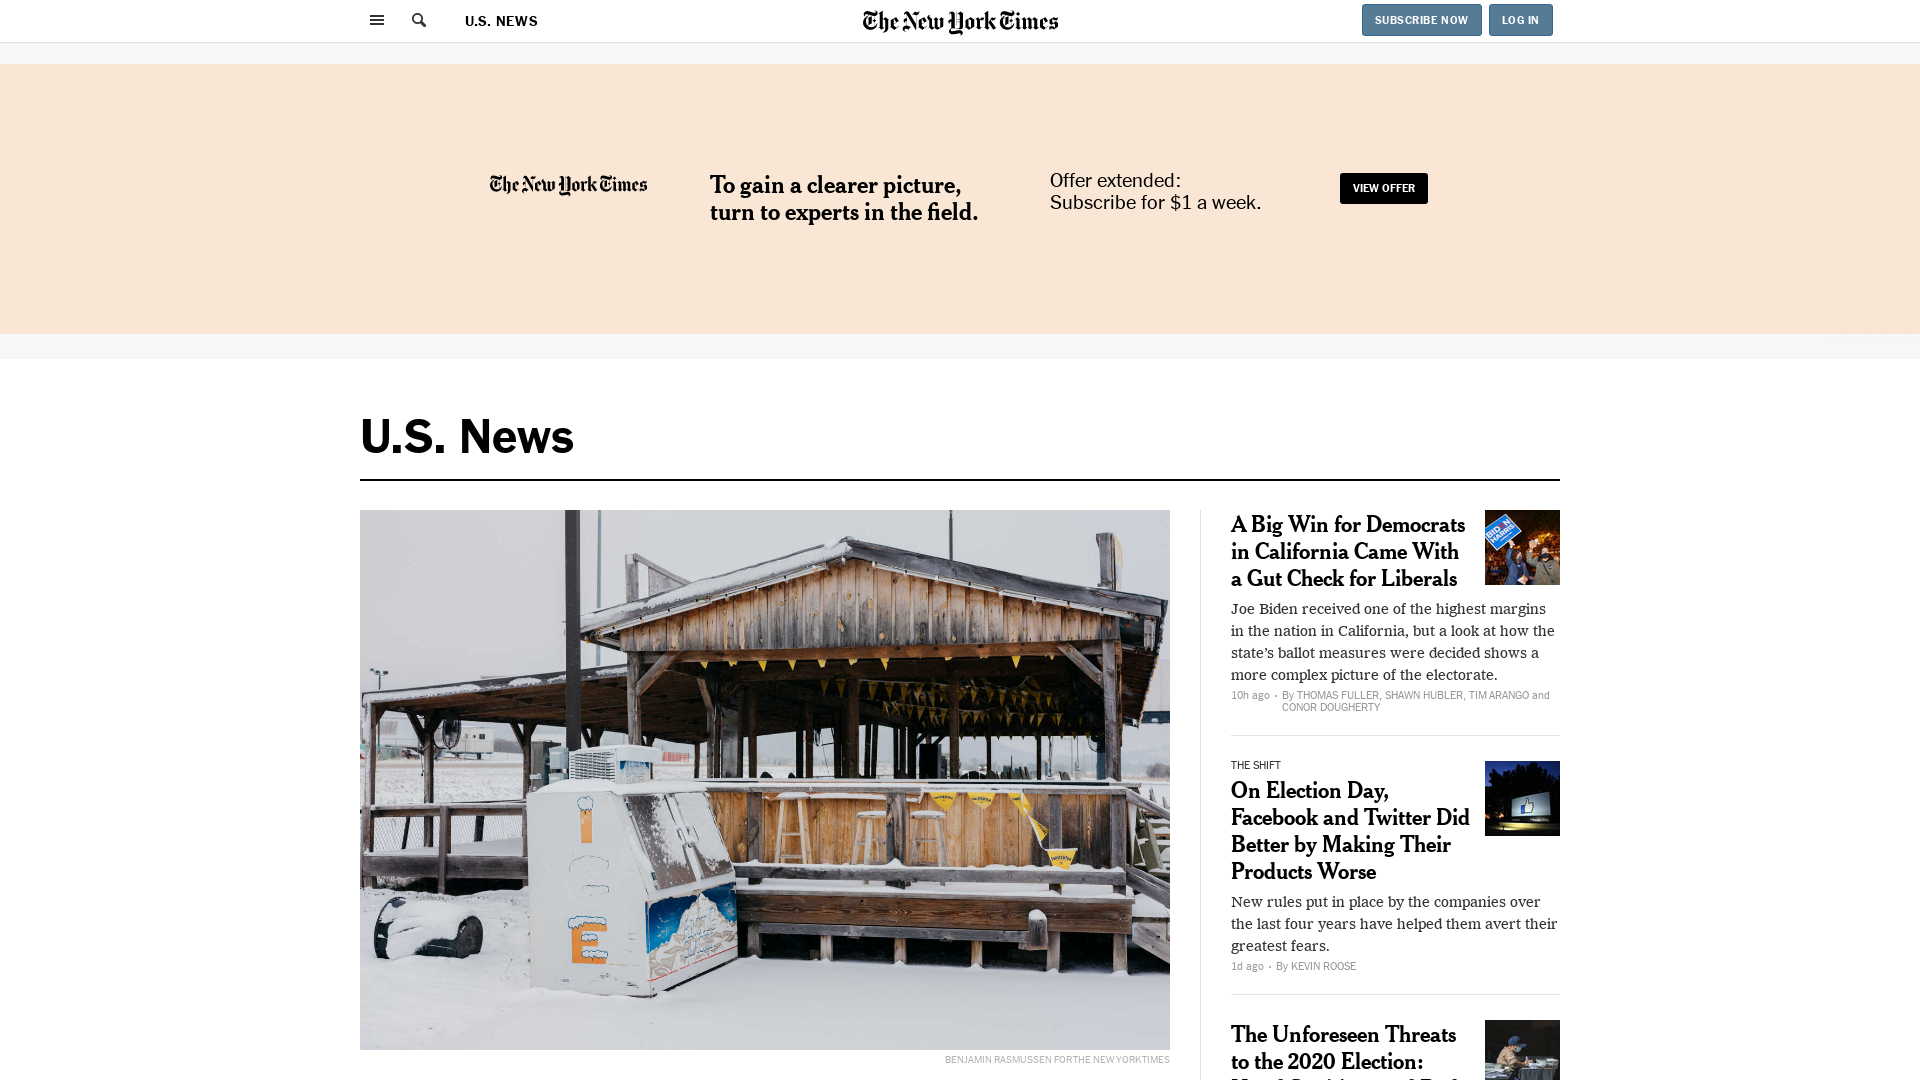 U.S. NEWS
The New York Times
SUBSCRIBE NOW
LOG IN
The New York Times
To gain a clearer picture,
turn to experts in the field.
Offer extended:
Subscribe for $1 a week.
VIEW OFFER
U.S. News
I
C
E
BENJAMIN RASMUSSEN FOR THE NEW YORK TIMES
A Big Win for Democrats
in California Came With
a Gut Check for Liberals
BIDEN
HARRIS
Joe Biden received one of the highest margins
in the nation in California, but a look at how the
state’s ballot measures were decided shows a
more complex picture of the electorate.
10h ago • By THOMAS FULLER, SHAWN HUBLER, TIM ARANGO and
CONOR DOUGHERTY
THE SHIFT
On Election Day,
Facebook and Twitter Did
Better by Making Their
Products Worse
New rules put in place by the companies over
the last four years have helped them avert their
greatest fears.
1d ago • By KEVIN ROOSE
The Unforeseen Threats
to the 2020 Election: